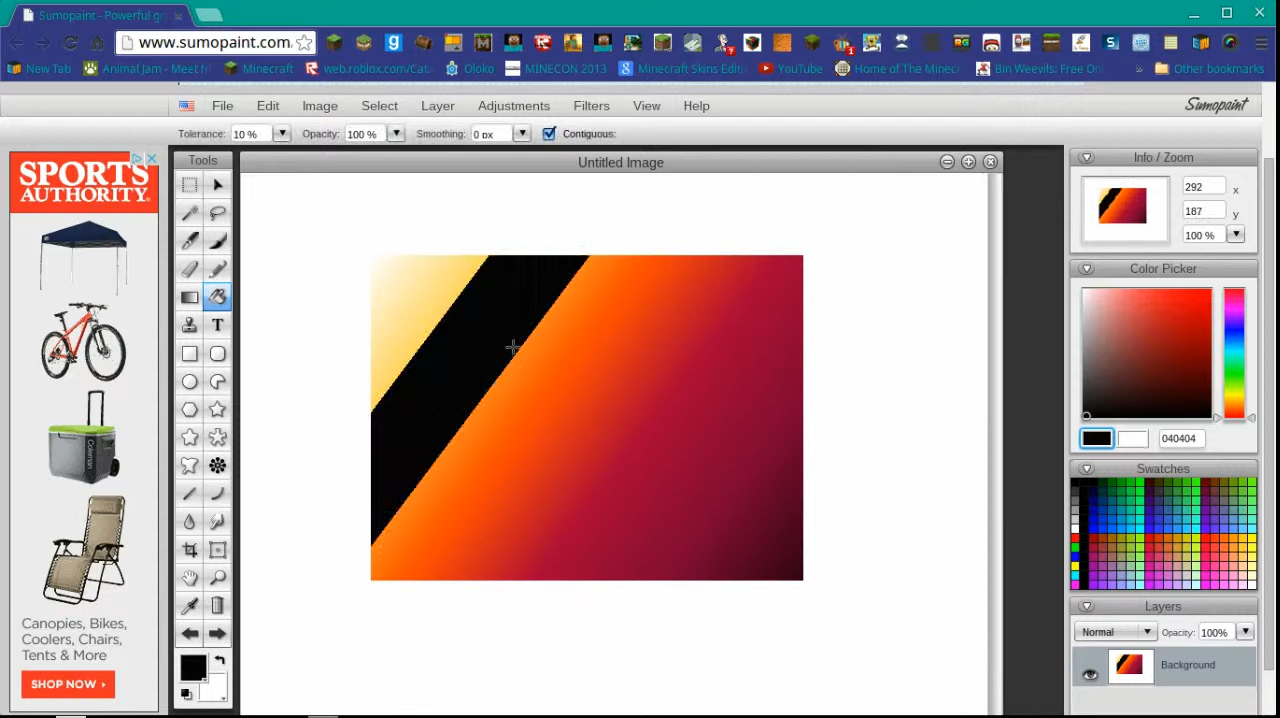 Sumopaint - Powerful gr
www.sumopaint.com.
New Tab
Animal Jam - Meet f
Minecraft
web.roblox.com/Cata
Oloko
MINECON 2013
Minecraft Skins Edit
YouTube
Home of The Minec
Bin Weevils: Free On
»
Other bookmarks
File Edit Image Select Layer Adjustments Filters View Help
Sumopaint
Tolerance: 10 % Opacity: 100 % Smoothing: 0 px Contiguous:
SPORTS
AUTHORITY.
Coleman
Canopies, Bikes,
Coolers, Chairs,
Tents & More
SHOP NOW
Tools
T
Untitled Image
Info / Zoom
292 x
187 y
100 %
Color Picker
040404
Swatches
Layers
Normal Opacity: 100%
Background